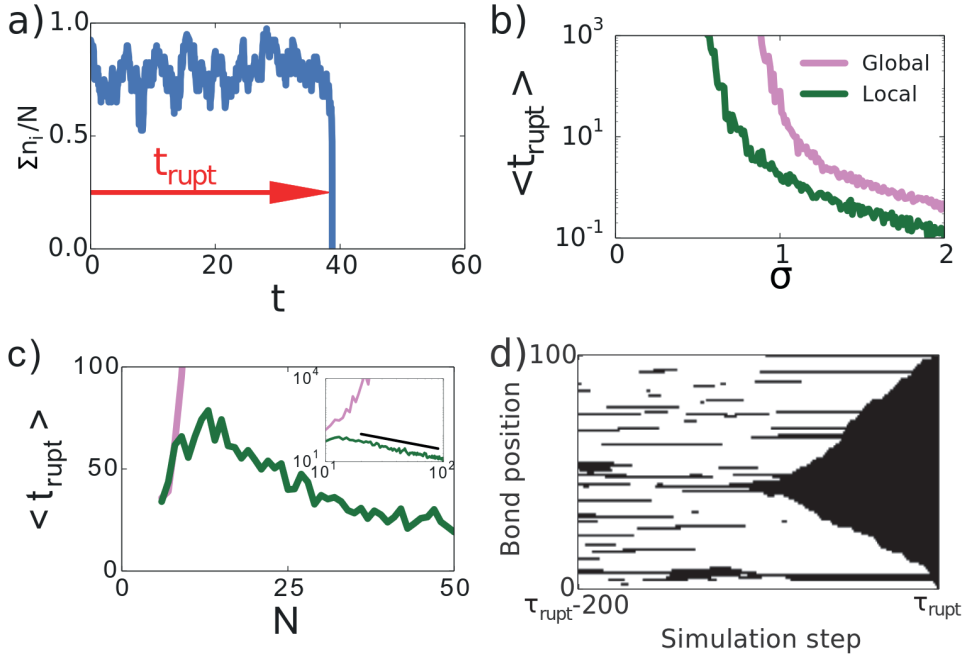 a)
1.0
0.5
0.0
Σn_i/N
t_rupt
0 20 40 60
t
b)
10^3
10^1
10^-1
<t_rupt>
Global
Local
0 1 2
σ
c)
100
50
0
< t_rupt >
10^4
10^1
10^1 10^2
0 25 50
N
d)
100
0
Bond position
τ_rupt-200 τ_rupt
Simulation step